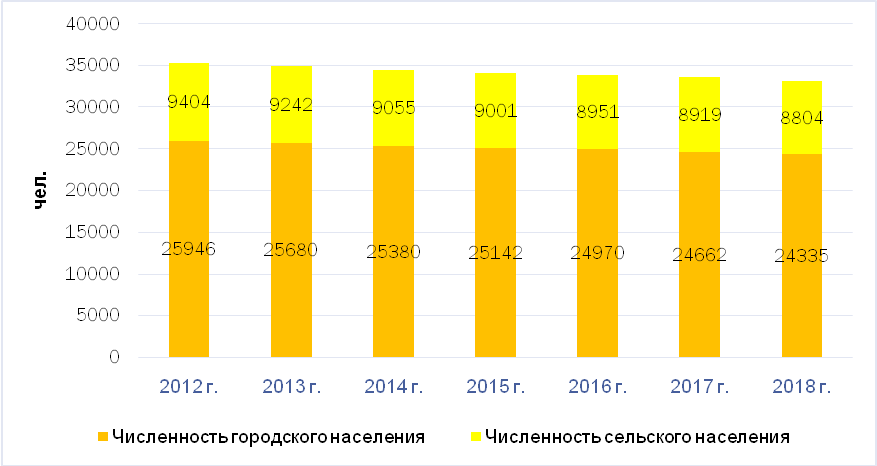 40000
35000
30000
25000
20000
15000
10000
5000
0
чел.
9404 9242 9055 9001 8951 8919 8804
25946 25680 25380 25142 24970 24662 24335
2012 г. 2013 г. 2014 г. 2015 г. 2016 г. 2017 г. 2018 г.
Численность городского населения Численность сельского населения